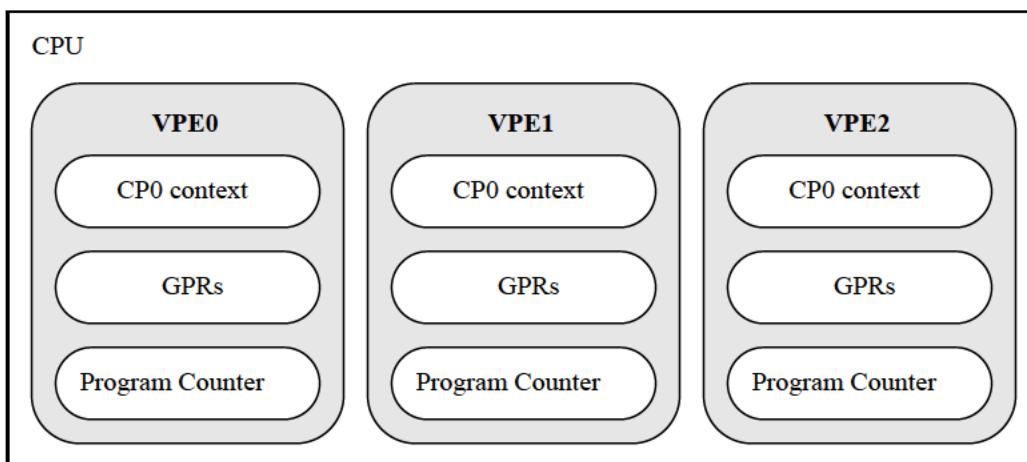 CPU
VPE0 VPE1 VPE2
CP0 context CP0 context CP0 context
GPRs GPRs GPRs
Program Counter Program Counter Program Counter